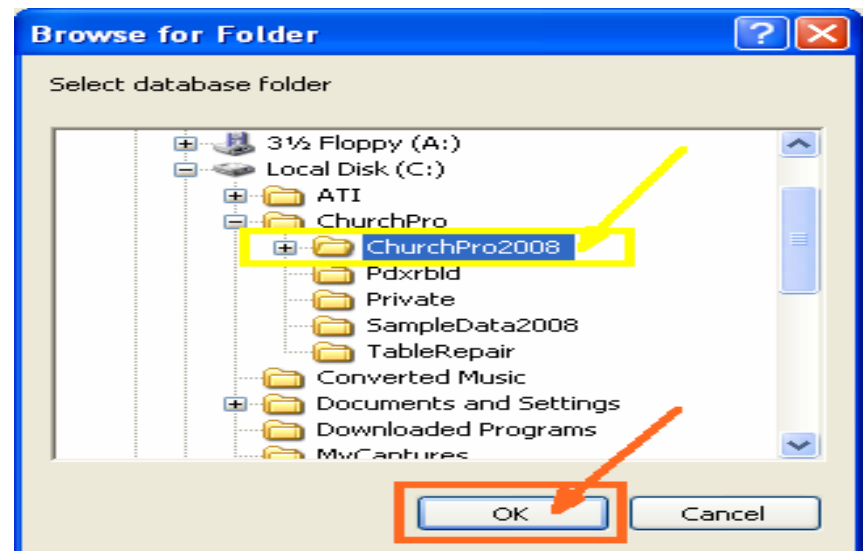 Browse for Folder
Select database folder
3½ Floppy (A:)
Local Disk (C:)
ATI
ChurchPro
ChurchPro2008
Pdxrbld
Private
SampleData2008
TableRepair
Converted Music
Documents and Settings
Downloaded Programs
MyCaptures
OK Cancel